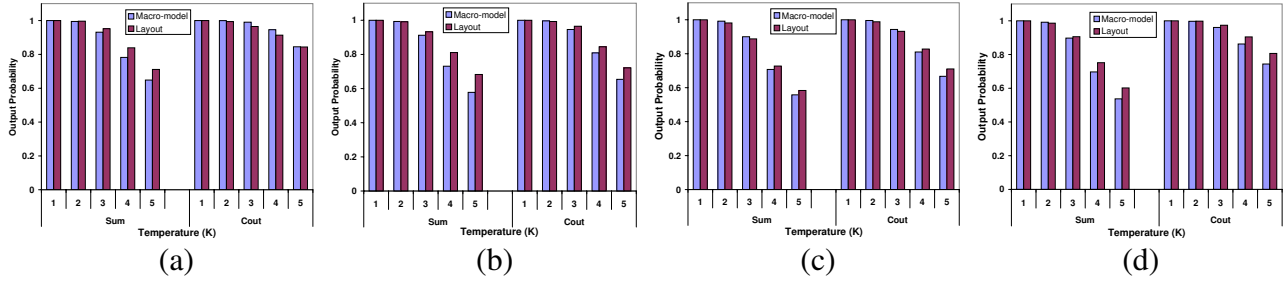 Output Probability
1
0.8
0.6
0.4
0.2
0
Macro-model
Layout
1 2 3 4 5 1 2 3 4 5
Sum Cout
Temperature (K)
(a)
Output Probability
1
0.8
0.6
0.4
0.2
0
Macro-model
Layout
1 2 3 4 5 1 2 3 4 5
Sum Cout
Temperature (K)
(b)
Output Probability
1
0.8
0.6
0.4
0.2
0
Macro-model
Layout
1 2 3 4 5 1 2 3 4 5
Sum Cout
Temperature (K)
(c)
Output Probability
1
0.8
0.6
0.4
0.2
0
Macro-model
Layout
1 2 3 4 5 1 2 3 4 5
Sum Cout
Temperature (K)
(d)